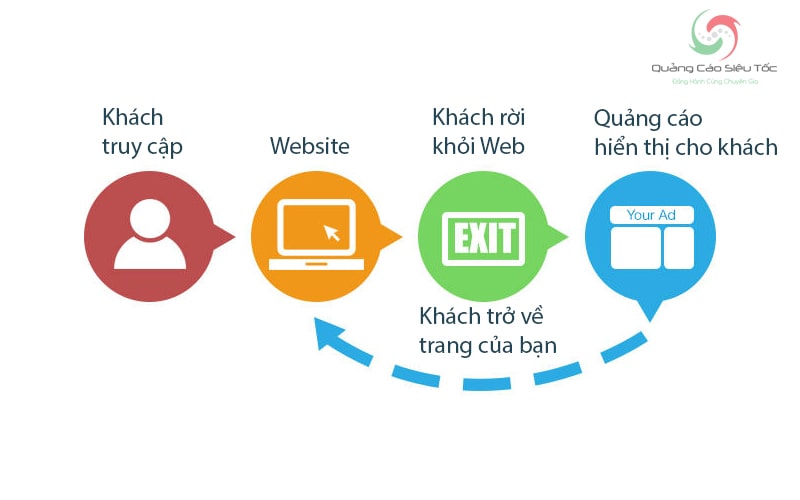 Quảng Cáo Siêu Tốc
Đồng Hành Cùng Chuyên Gia
Khách
truy cập
Website
Khách rời
khỏi Web
Quảng cáo
hiển thị cho khách
EXIT
Your Ad
Khách trở về
trang của bạn